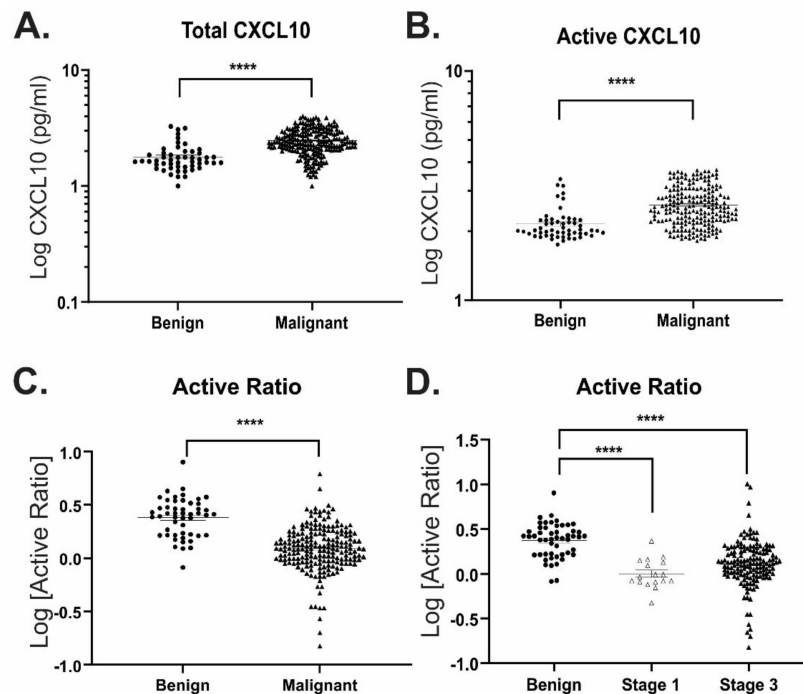 A.
Total CXCL10
****
Log CXCL10 (pg/ml)
10
1
0.1
Benign Malignant
B.
Active CXCL10
****
Log CXCL10 (pg/ml)
10
1
Benign Malignant
C.
Active Ratio
****
Log [Active Ratio]
1.0
0.5
0.0
-0.5
-1.0
Benign Malignant
D.
Active Ratio
****
****
Log [Active Ratio]
1.5
1.0
0.5
0.0
-0.5
-1.0
Benign Stage 1 Stage 3